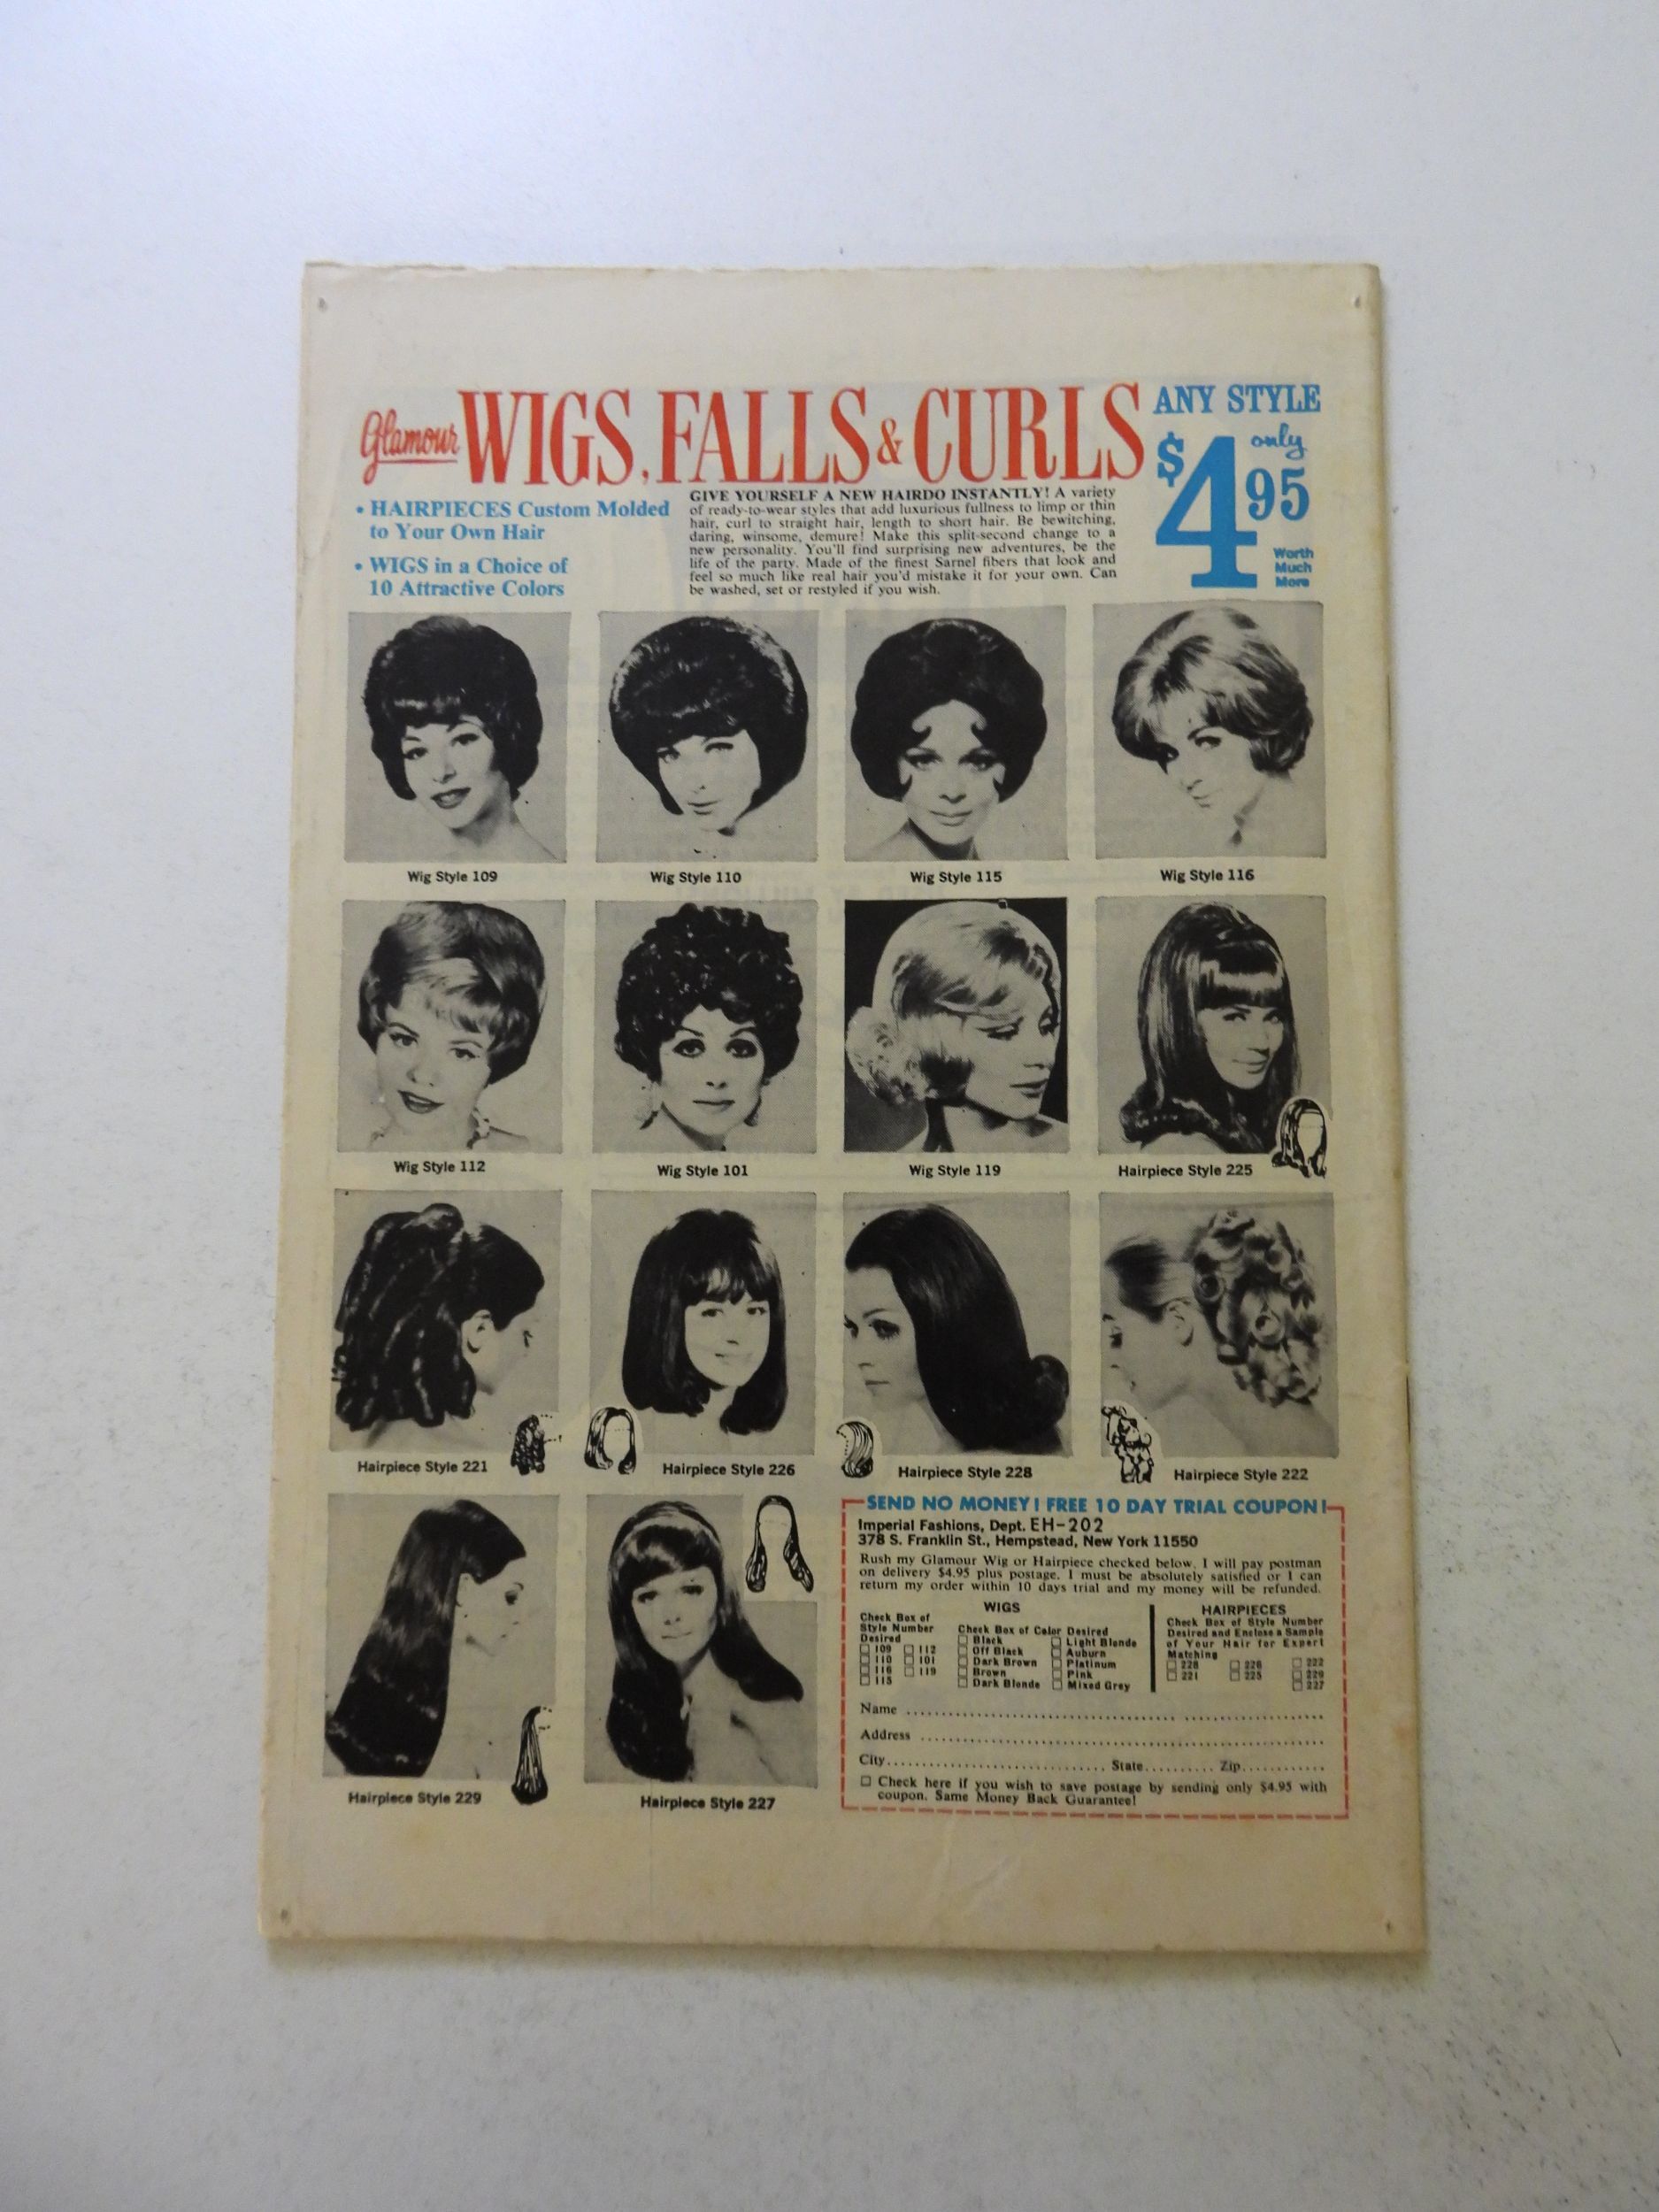 Glamour WIGS, FALLS & CURLS
ANY STYLE
only
$4 95
Worth
Much
More
• HAIRPIECES Custom Molded
to Your Own Hair
• WIGS in a Choice of
10 Attractive Colors
GIVE YOURSELF A NEW HAIRDO INSTANTLY! A variety
of ready-to-wear styles that add luxurious fullness to limp or thin
hair, curl to straight hair, length to short hair. Be bewitching,
daring, winsome, demure! Make this split-second change to a
new personality. You'll find surprising new adventures, be the
life of the party. Made of the finest Sarnel fibers that look and
feel so much like real hair you'd mistake it for your own. Can
be washed, set or restyled if you wish.
Wig Style 109
Wig Style 110
Wig Style 115
Wig Style 116
Wig Style 112
Wig Style 101
Wig Style 119
Hairpiece Style 225
Hairpiece Style 221
Hairpiece Style 226
Hairpiece Style 228
Hairpiece Style 222
Hairpiece Style 229
Hairpiece Style 227
SEND NO MONEY! FREE 10 DAY TRIAL COUPON!
Imperial Fashions, Dept. EH-202
378 S. Franklin St., Hempstead, New York 11550
Rush my Glamour Wig or Hairpiece checked below. I will pay postman
on delivery $4.95 plus postage. I must be absolutely satisfied or I can
return my order within 10 days trial and my money will be refunded.
WIGS
Check Box of
Style Number
Desired
☐ 109 ☐ 112
☐ 110 ☐ 101
☐ 116 ☐ 119
☐ 115
Check Box of Color Desired
☐ Black ☐ Light Blonde
☐ Off Black ☐ Auburn
☐ Dark Brown ☐ Platinum
☐ Brown ☐ Pink
☐ Dark Blonde ☐ Mixed Grey
HAIRPIECES
Check Box of Style Number
Desired and Enclose a Sample
of Your Hair for Expert
Matching
☐ 228 ☐ 226 ☐ 222
☐ 221 ☐ 225 ☐ 229
☐ 227
Name
Address
City State Zip
☐ Check here if you wish to save postage by sending only $4.95 with
coupon. Same Money Back Guarantee!